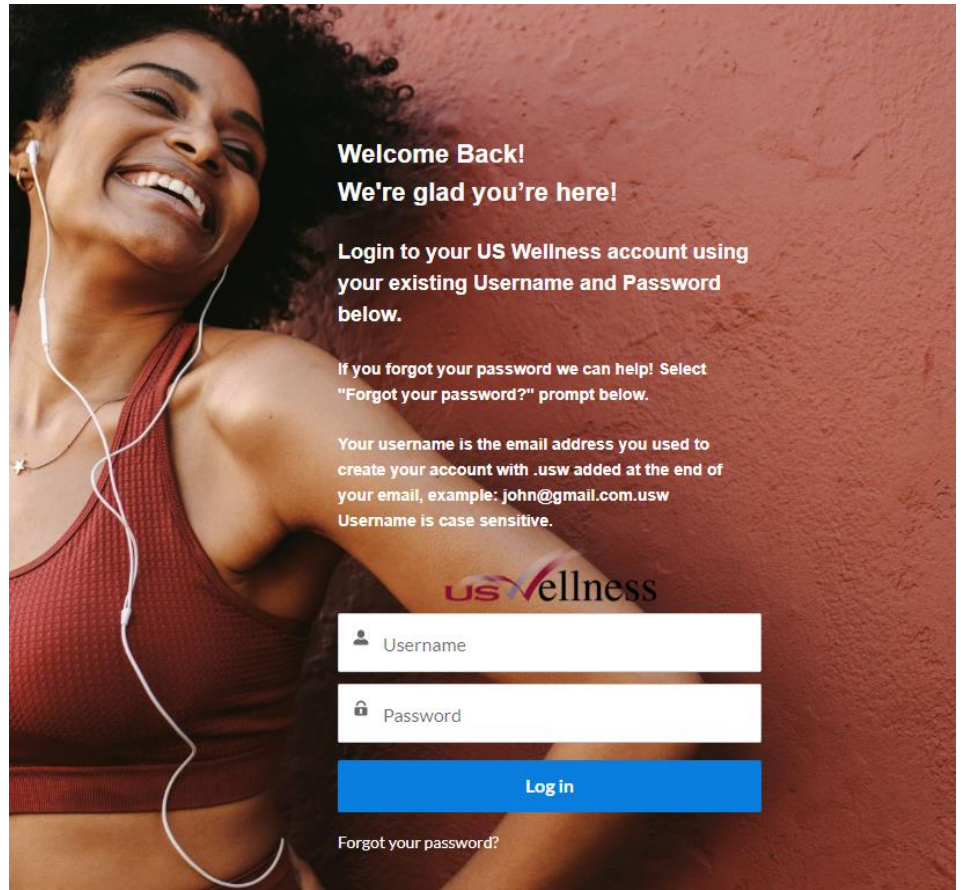 Welcome Back!
We're glad you’re here!
Login to your US Wellness account using
your existing Username and Password
below.
If you forgot your password we can help! Select
"Forgot your password?" prompt below.
Your username is the email address you used to
create your account with .usw added at the end of
your email, example: john@gmail.com.usw
Username is case sensitive.
US Wellness
Username
Password
Log in
Forgot your password?